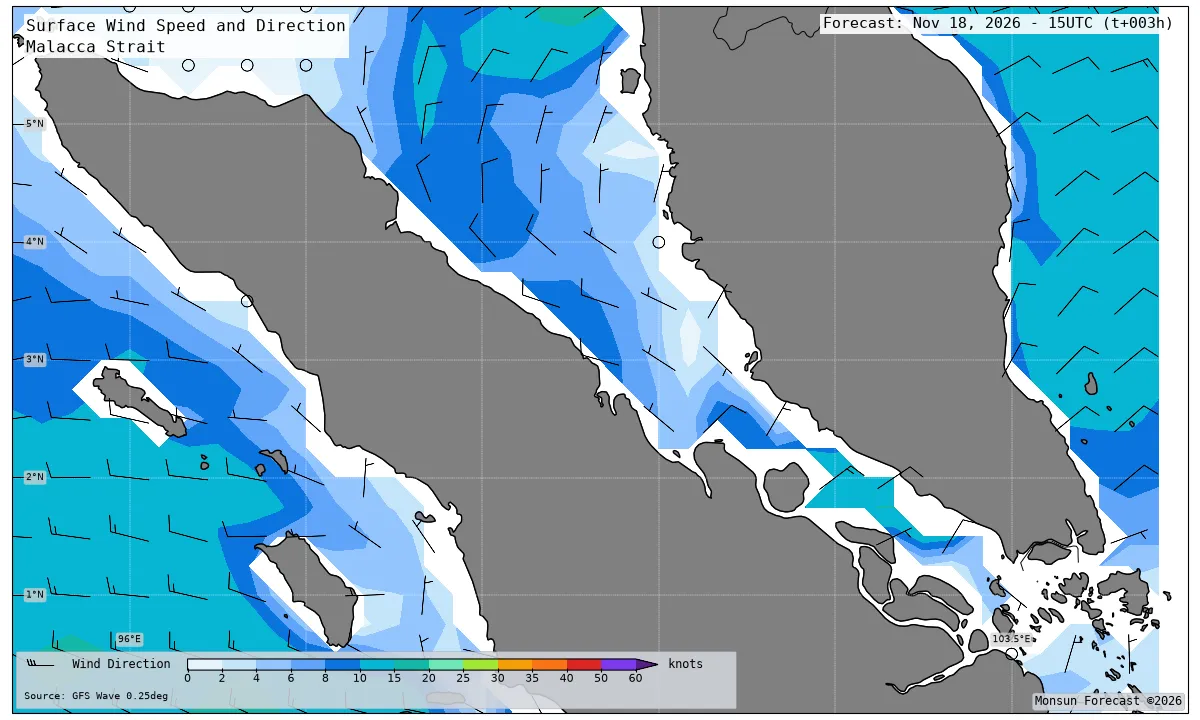 Surface Wind Speed and Direction
Malacca Strait
Forecast: Nov 18, 2026 - 15UTC (t+003h)
5°N
4°N
3°N
2°N
1°N
96°E
103.5°E
Wind Direction
knots
0 2 4 6 8 10 15 20 25 30 35 40 50 60
Source: GFS Wave 0.25deg
Monsun Forecast ©2026